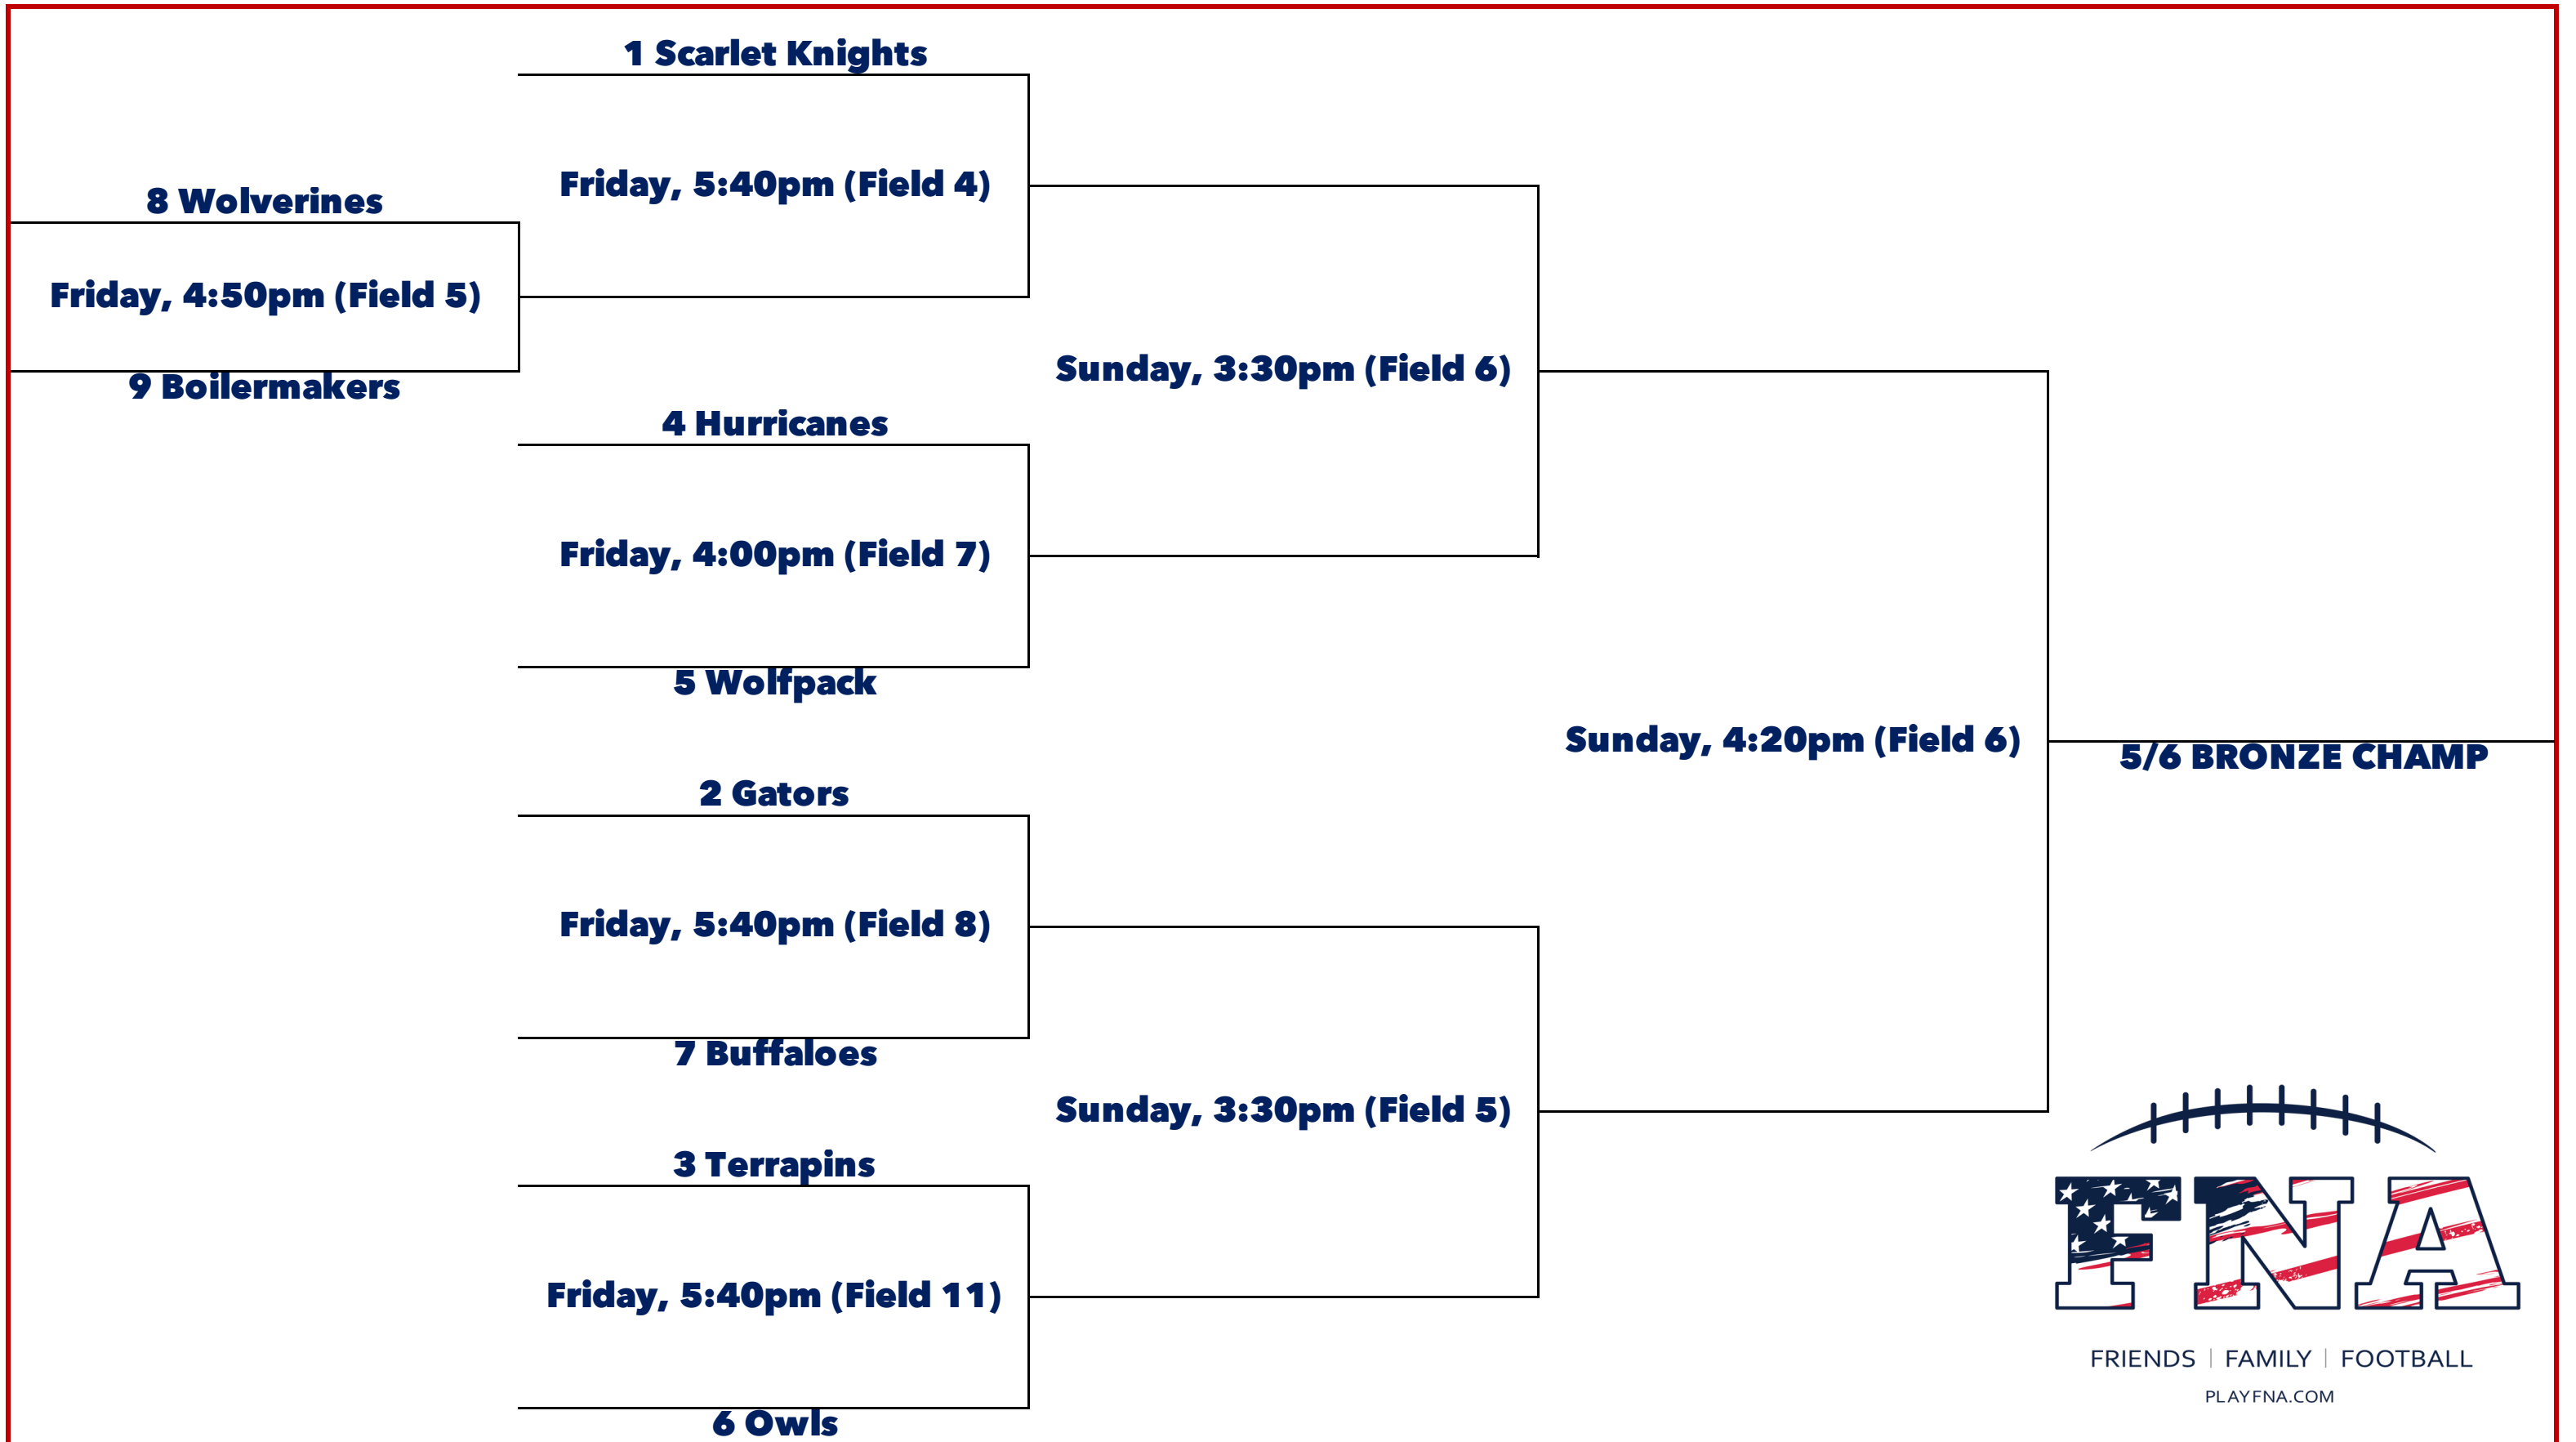 1 Scarlet Knights
Friday, 5:40pm (Field 4)
8 Wolverines
Friday, 4:50pm (Field 5)
9 Boilermakers
Sunday, 3:30pm (Field 6)
4 Hurricanes
Friday, 4:00pm (Field 7)
5 Wolfpack
Sunday, 4:20pm (Field 6)
5/6 BRONZE CHAMP
2 Gators
Friday, 5:40pm (Field 8)
7 Buffaloes
Sunday, 3:30pm (Field 5)
3 Terrapins
Friday, 5:40pm (Field 11)
6 Owls
FNA
FRIENDS | FAMILY | FOOTBALL
PLAYFNA.COM